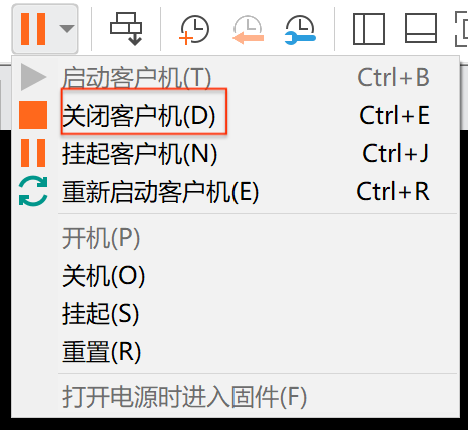 启动客户机(T) Ctrl+B
关闭客户机(D) Ctrl+E
挂起客户机(N) Ctrl+J
重新启动客户机(E) Ctrl+R
开机(P)
关机(O)
挂起(S)
重置(R)
打开电源时进入固件(F)